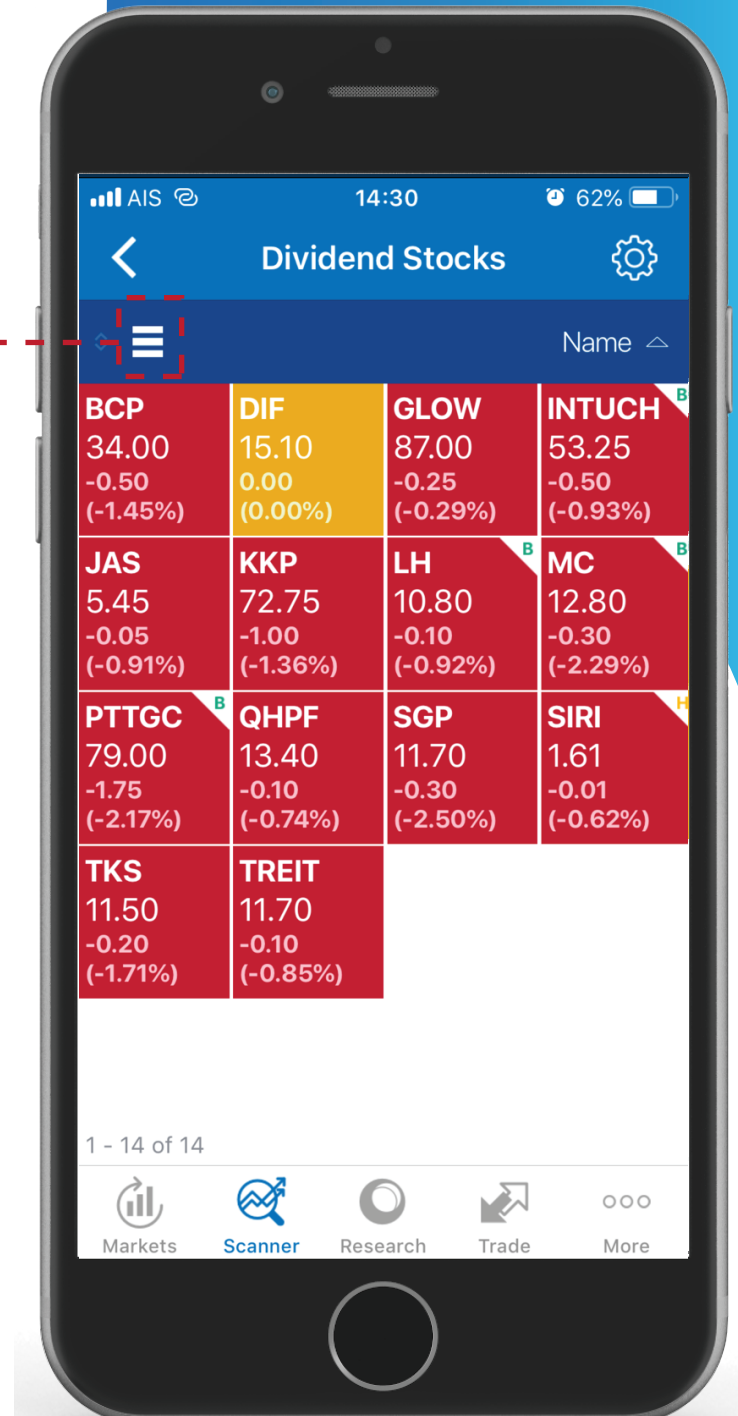 AIS 14:30 62%
Dividend Stocks
Name
BCP DIF GLOW INTUCH B
34.00 15.10 87.00 53.25
-0.50 0.00 -0.25 -0.50
(-1.45%) (0.00%) (-0.29%) (-0.93%)
JAS KKP LH B MC B
5.45 72.75 10.80 12.80
-0.05 -1.00 -0.10 -0.30
(-0.91%) (-1.36%) (-0.92%) (-2.29%)
PTTGC B QHPF SGP SIRI H
79.00 13.40 11.70 1.61
-1.75 -0.10 -0.30 -0.01
(-2.17%) (-0.74%) (-2.50%) (-0.62%)
TKS TREIT
11.50 11.70
-0.20 -0.10
(-1.71%) (-0.85%)
1 - 14 of 14
Markets Scanner Research Trade More